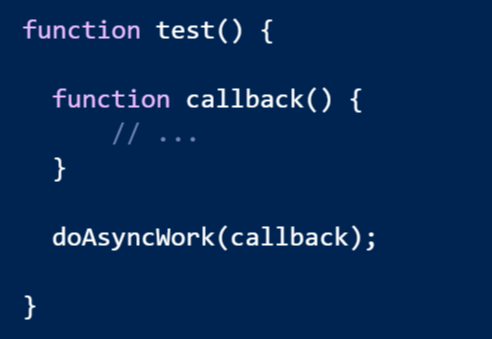 function test() {
function callback() {
// ...
}
doAsyncWork(callback);
}